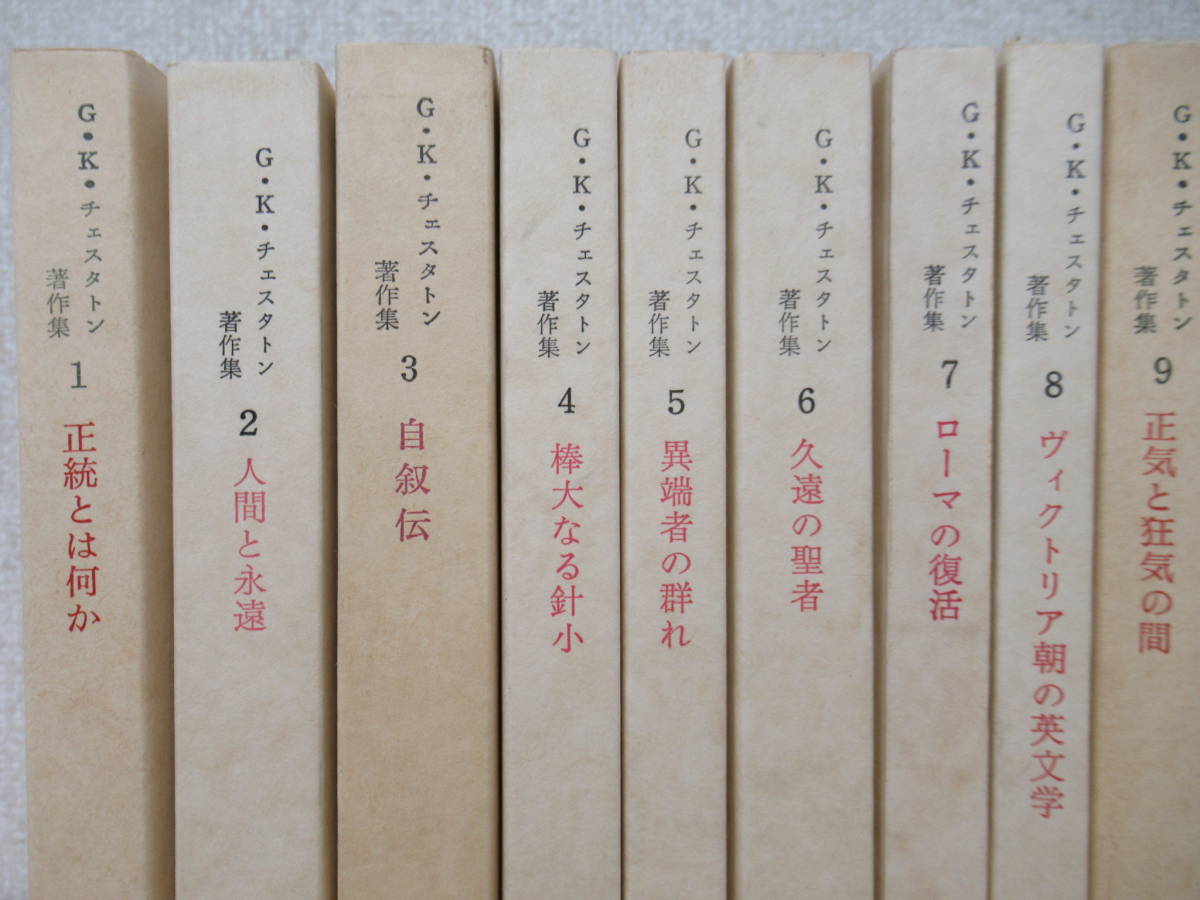 G・K・チェスタトン
著作集
1
正統とは何か
G・K・チェスタトン
著作集
2
人間と永遠
G・K・チェスタトン
著作集
3
自叙伝
G・K・チェスタトン
著作集
4
棒大なる針小
G・K・チェスタトン
著作集
5
異端者の群れ
G・K・チェスタトン
著作集
6
久遠の聖者
G・K・チェスタトン
著作集
7
ローマの復活
G・K・チェスタトン
著作集
8
ヴィクトリア朝の英文学
G・K・チェスタトン
著作集
9
正気と狂気の間